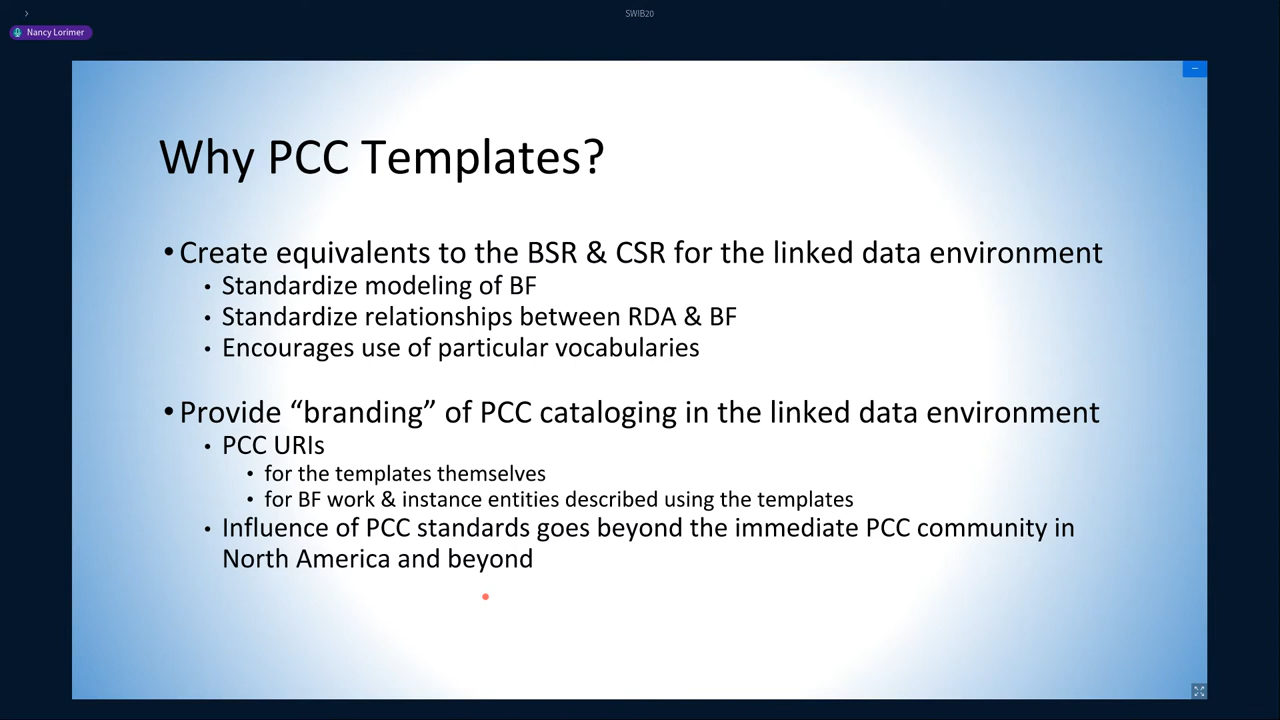 SWIB20
Nancy Lorimer
Why PCC Templates?
• Create equivalents to the BSR & CSR for the linked data environment
• Standardize modeling of BF
• Standardize relationships between RDA & BF
• Encourages use of particular vocabularies
• Provide “branding” of PCC cataloging in the linked data environment
• PCC URIs
• for the templates themselves
• for BF work & instance entities described using the templates
• Influence of PCC standards goes beyond the immediate PCC community in
North America and beyond